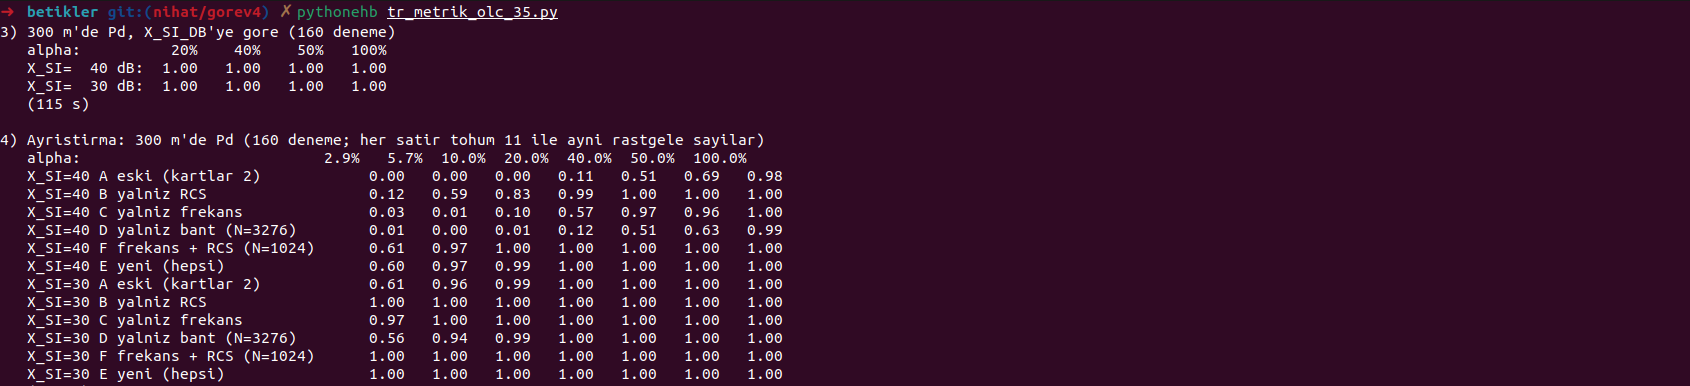 ➜ betikler git:(nihat/gorev4) ✗ pythonehb tr_metrik_olc_35.py
3) 300 m'de Pd, X_SI_DB'ye gore (160 deneme)
alpha: 20% 40% 50% 100%
X_SI= 40 dB: 1.00 1.00 1.00 1.00
X_SI= 30 dB: 1.00 1.00 1.00 1.00
(115 s)
4) Ayristirma: 300 m'de Pd (160 deneme; her satir tohum 11 ile ayni rastgele sayilar)
alpha: 2.9% 5.7% 10.0% 20.0% 40.0% 50.0% 100.0%
X_SI=40 A eski (kartlar 2) 0.00 0.00 0.00 0.11 0.51 0.69 0.98
X_SI=40 B yalniz RCS 0.12 0.59 0.83 0.99 1.00 1.00 1.00
X_SI=40 C yalniz frekans 0.03 0.01 0.10 0.57 0.97 0.96 1.00
X_SI=40 D yalniz bant (N=3276) 0.01 0.00 0.01 0.12 0.51 0.63 0.99
X_SI=40 F frekans + RCS (N=1024) 0.61 0.97 1.00 1.00 1.00 1.00 1.00
X_SI=40 E yeni (hepsi) 0.60 0.97 0.99 1.00 1.00 1.00 1.00
X_SI=30 A eski (kartlar 2) 0.61 0.96 0.99 1.00 1.00 1.00 1.00
X_SI=30 B yalniz RCS 1.00 1.00 1.00 1.00 1.00 1.00 1.00
X_SI=30 C yalniz frekans 0.97 1.00 1.00 1.00 1.00 1.00 1.00
X_SI=30 D yalniz bant (N=3276) 0.56 0.94 0.99 1.00 1.00 1.00 1.00
X_SI=30 F frekans + RCS (N=1024) 1.00 1.00 1.00 1.00 1.00 1.00 1.00
X_SI=30 E yeni (hepsi) 1.00 1.00 1.00 1.00 1.00 1.00 1.00